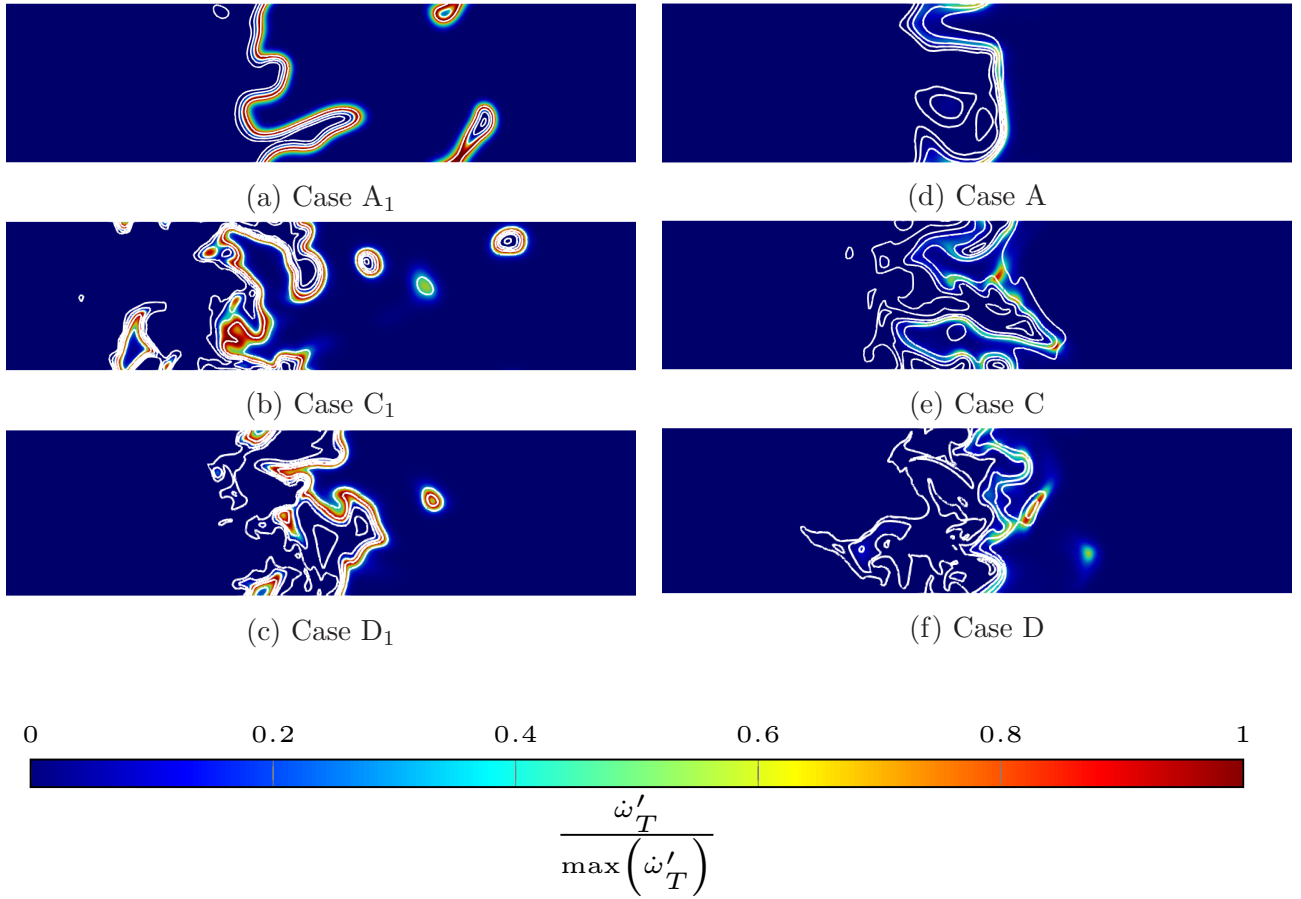 (a) Case A₁
(d) Case A
(b) Case C₁
(e) Case C
(c) Case D₁
(f) Case D
0 0.2 0.4 0.6 0.8 1
ω̇′_T
max(ω̇′_T)